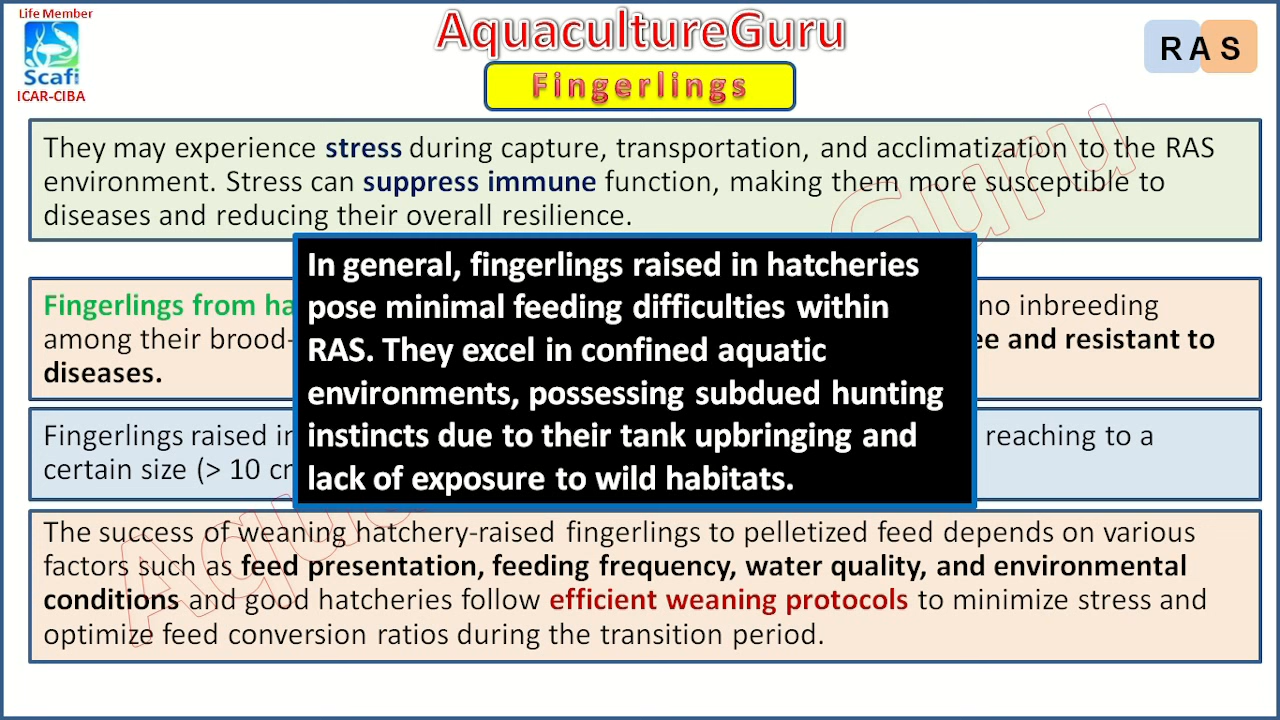 Life Member
Scafi
ICAR-CIBA
AquacultureGuru
Fingerlings
R A S
They may experience stress during capture, transportation, and acclimatization to the RAS
environment. Stress can suppress immune function, making them more susceptible to
diseases and reducing their overall resilience.
Fingerlings from no inbreeding
among their brood- and resistant to
diseases.
Fingerlings raised reaching to a
certain size (> 10
In general, fingerlings raised in hatcheries
pose minimal feeding difficulties within
RAS. They excel in confined aquatic
environments, possessing subdued hunting
instincts due to their tank upbringing and
lack of exposure to wild habitats.
The success of weaning hatchery-raised fingerlings to pelletized feed depends on various
factors such as feed presentation, feeding frequency, water quality, and environmental
conditions and good hatcheries follow efficient weaning protocols to minimize stress and
optimize feed conversion ratios during the transition period.